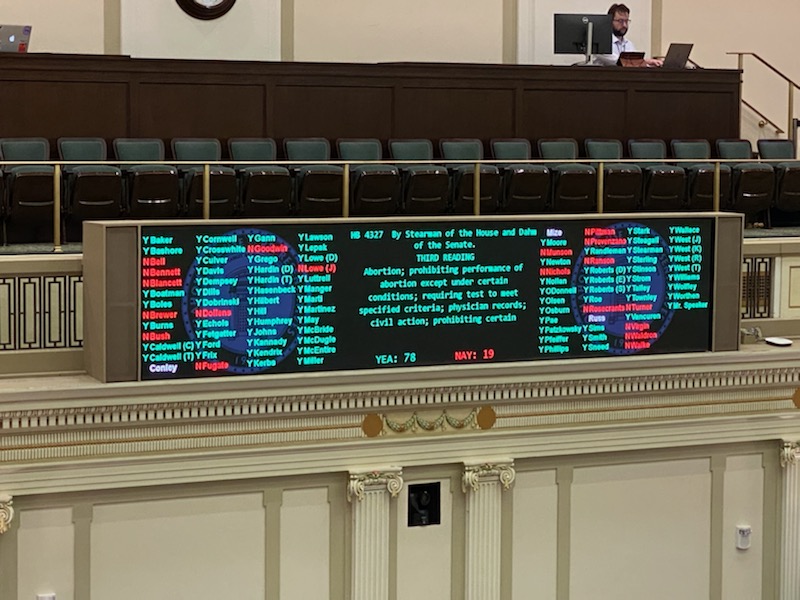 Y Baker
Y Bashore
N Bell
N Bennett
N Blancett
Y Boatman
Y Boles
N Brewer
Y Burns
N Bush
Y Caldwell (C)
Y Caldwell (T)
Conley
Y Cornwell
Y Crosswhite
Y Culver
Y Davis
Y Dempsey
Y Dills
Y Dobrinski
N Dollens
Y Echols
Y Fetgatter
Y Ford
Y Frix
N Fugate
Y Gann
N Goodwin
Y Grego
Y Hardin (D)
Y Hardin (T)
Y Hasenbeck
Y Hilbert
Y Hill
Y Humphrey
Y Johns
Y Kennedy
Y Kendrix
Y Kerbs
Y Lawson
Y Lepak
Y Lowe (D)
N Lowe (J)
Y Luttrell
Y Marti
Y Martinez
Y May
Y McBride
Y McDugle
Y McEntire
Y Miller
HB 4327 By Stearman of the House and Dahm
of the Senate.
THIRD READING
Abortion; prohibiting performance of
abortion except under certain
conditions; requiring test to meet
specified criteria; physician records;
civil action; prohibiting certain
YEA: 78 NAY: 19
Mize
Y Moore
N Munson
Y Newton
N Nichols
Y Nollan
Y ODonnell
Y Olsen
Y Osburn
Y Pae
Y Patzkowsky
Y Pfeiffer
Y Phillips
N Pittman
N Provenzano
Y Randleman
N Ranson
Y Roberts (D)
Y Roberts (E)
Y Roberts (S)
Y Roe
N Rosecrants
Russ
Y Sims
Y Smith
Y Sneed
Y Stark
Y Steagall
Y Stearman
Y Sterling
Y Stinson
Y Strom
Y Talley
Y Townley
N Turner
Y Vancuren
N Virgin
N Waldron
N Walke
Y Wallace
Y West (J)
Y West (K)
Y West (R)
Y West (T)
Y Williams
Y Wolfley
Y Worthen
Y Mr. Speaker